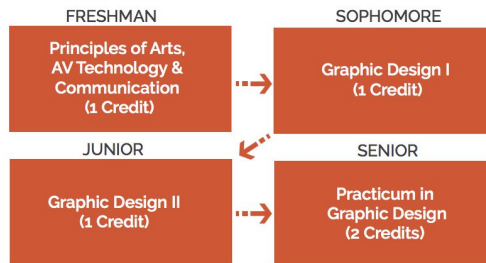 FRESHMAN
Principles of Arts,
AV Technology &
Communication
(1 Credit)
SOPHOMORE
Graphic Design I
(1 Credit)
JUNIOR
Graphic Design II
(1 Credit)
SENIOR
Practicum in
Graphic Design
(2 Credits)